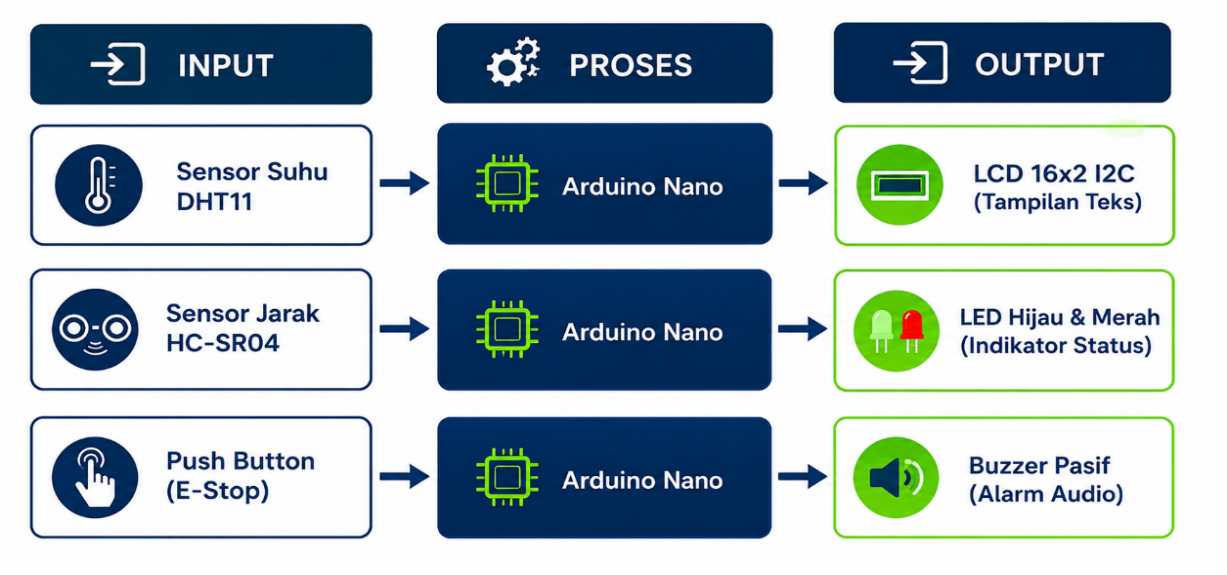 INPUT
PROSES
OUTPUT
Sensor Suhu
DHT11
Arduino Nano
LCD 16x2 I2C
(Tampilan Teks)
Sensor Jarak
HC-SR04
Arduino Nano
LED Hijau & Merah
(Indikator Status)
Push Button
(E-Stop)
Arduino Nano
Buzzer Pasif
(Alarm Audio)